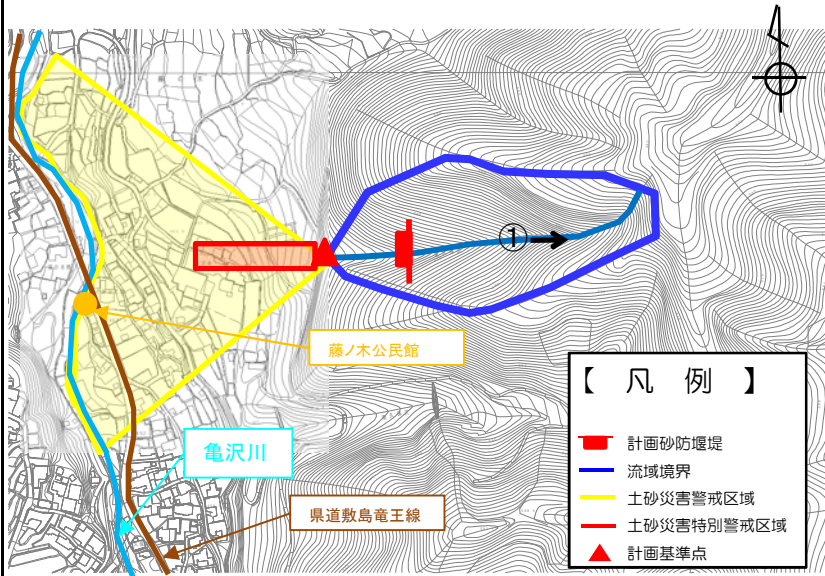 ①
藤ノ木公民館
亀沢川
県道敷島竜王線
【 凡 例 】
計画砂防堰堤
流域境界
土砂災害警戒区域
土砂災害特別警戒区域
計画基準点